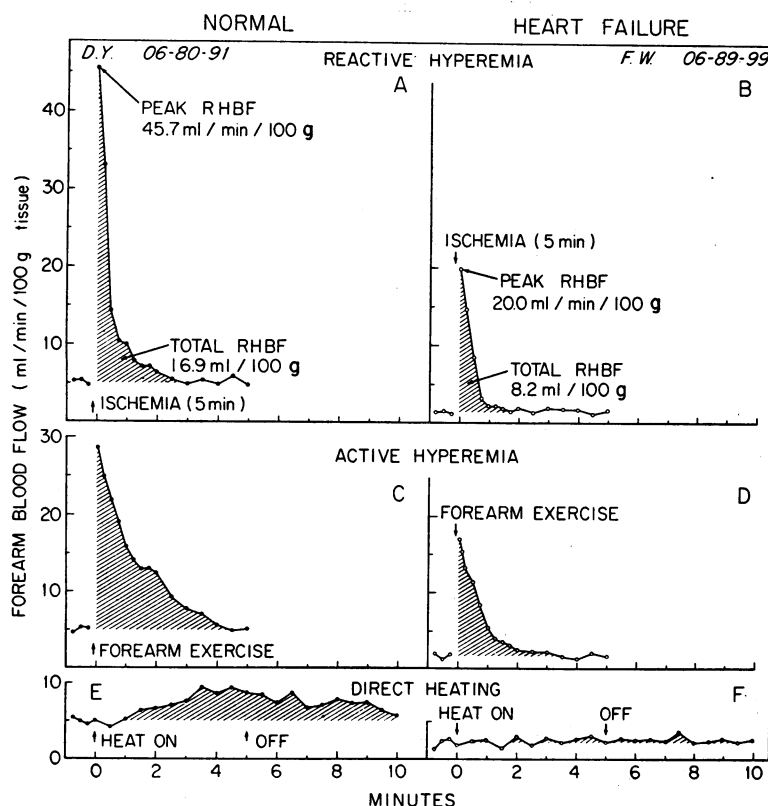 NORMAL HEART FAILURE
D.Y. 06-80-91 REACTIVE HYPEREMIA F.W. 06-89-99
A B
PEAK RHBF
45.7 ml / min / 100 g
ISCHEMIA (5 min)
PEAK RHBF
20.0 ml / min / 100 g
TOTAL RHBF
16.9 ml / 100 g
TOTAL RHBF
8.2 ml / 100 g
ISCHEMIA (5 min)
40
30
20
10
FOREARM BLOOD FLOW (ml / min / 100 g tissue)
ACTIVE HYPEREMIA
C D
FOREARM EXERCISE
FOREARM EXERCISE
30
20
10
E DIRECT HEATING F
HEAT ON OFF
HEAT ON OFF
10
5
0
0 2 4 6 8 10 0 2 4 6 8 10
MINUTES